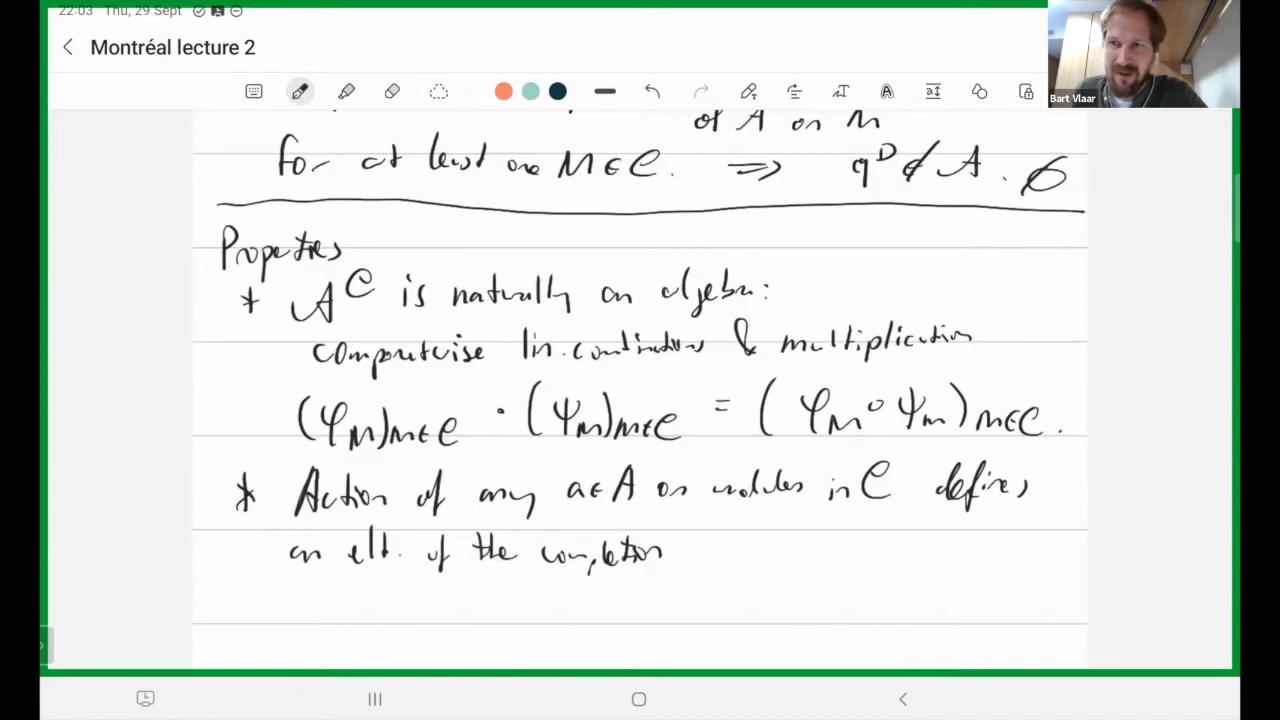 22:03 Thu, 29 Sept
Montréal lecture 2
Bart Vlaar
of A on M
for at least one M ∈ C. ⟹ q^D ∉ A.
Properties
* A^C is naturally an algebra:
componentwise lin. combinations & multiplication
(φ_M)_{M∈C} · (ψ_M)_{M∈C} = (φ_M ∘ ψ_M)_{M∈C}.
* Action of any a ∈ A on modules in C defines
an elt. of the completion